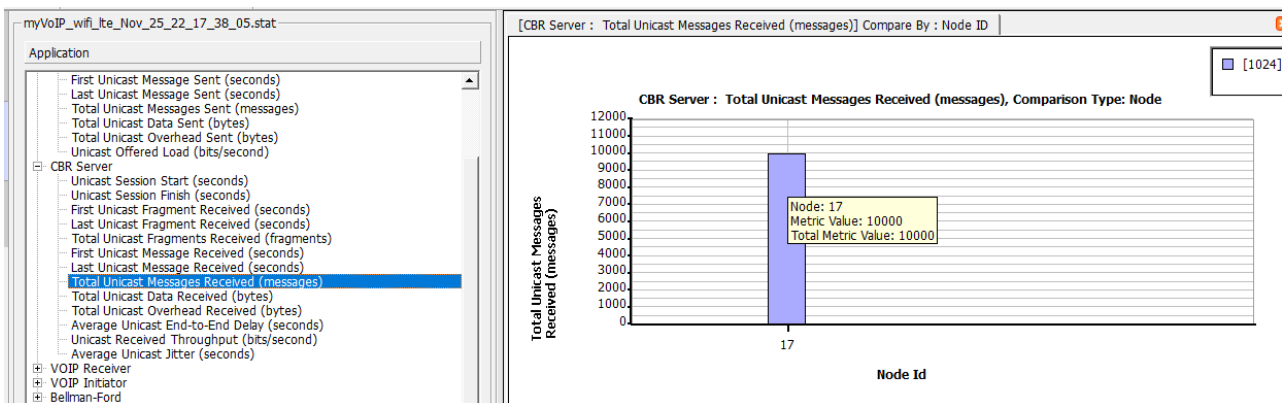 myVoIP_wifi_lte_Nov_25_22_17_38_05.stat
Application
First Unicast Message Sent (seconds)
Last Unicast Message Sent (seconds)
Total Unicast Messages Sent (messages)
Total Unicast Data Sent (bytes)
Total Unicast Overhead Sent (bytes)
Unicast Offered Load (bits/second)
CBR Server
Unicast Session Start (seconds)
Unicast Session Finish (seconds)
First Unicast Fragment Received (seconds)
Last Unicast Fragment Received (seconds)
Total Unicast Fragments Received (fragments)
First Unicast Message Received (seconds)
Last Unicast Message Received (seconds)
Total Unicast Messages Received (messages)
Total Unicast Data Received (bytes)
Total Unicast Overhead Received (bytes)
Average Unicast End-to-End Delay (seconds)
Unicast Received Throughput (bits/second)
Average Unicast Jitter (seconds)
VOIP Receiver
VOIP Initiator
Bellman-Ford
[CBR Server : Total Unicast Messages Received (messages)] Compare By : Node ID
[1024]
CBR Server : Total Unicast Messages Received (messages), Comparison Type: Node
Total Unicast Messages
Received (messages)
12000
11000
10000
9000
8000
7000
6000
5000
4000
3000
2000
1000
0
Node: 17
Metric Value: 10000
Total Metric Value: 10000
17
Node Id